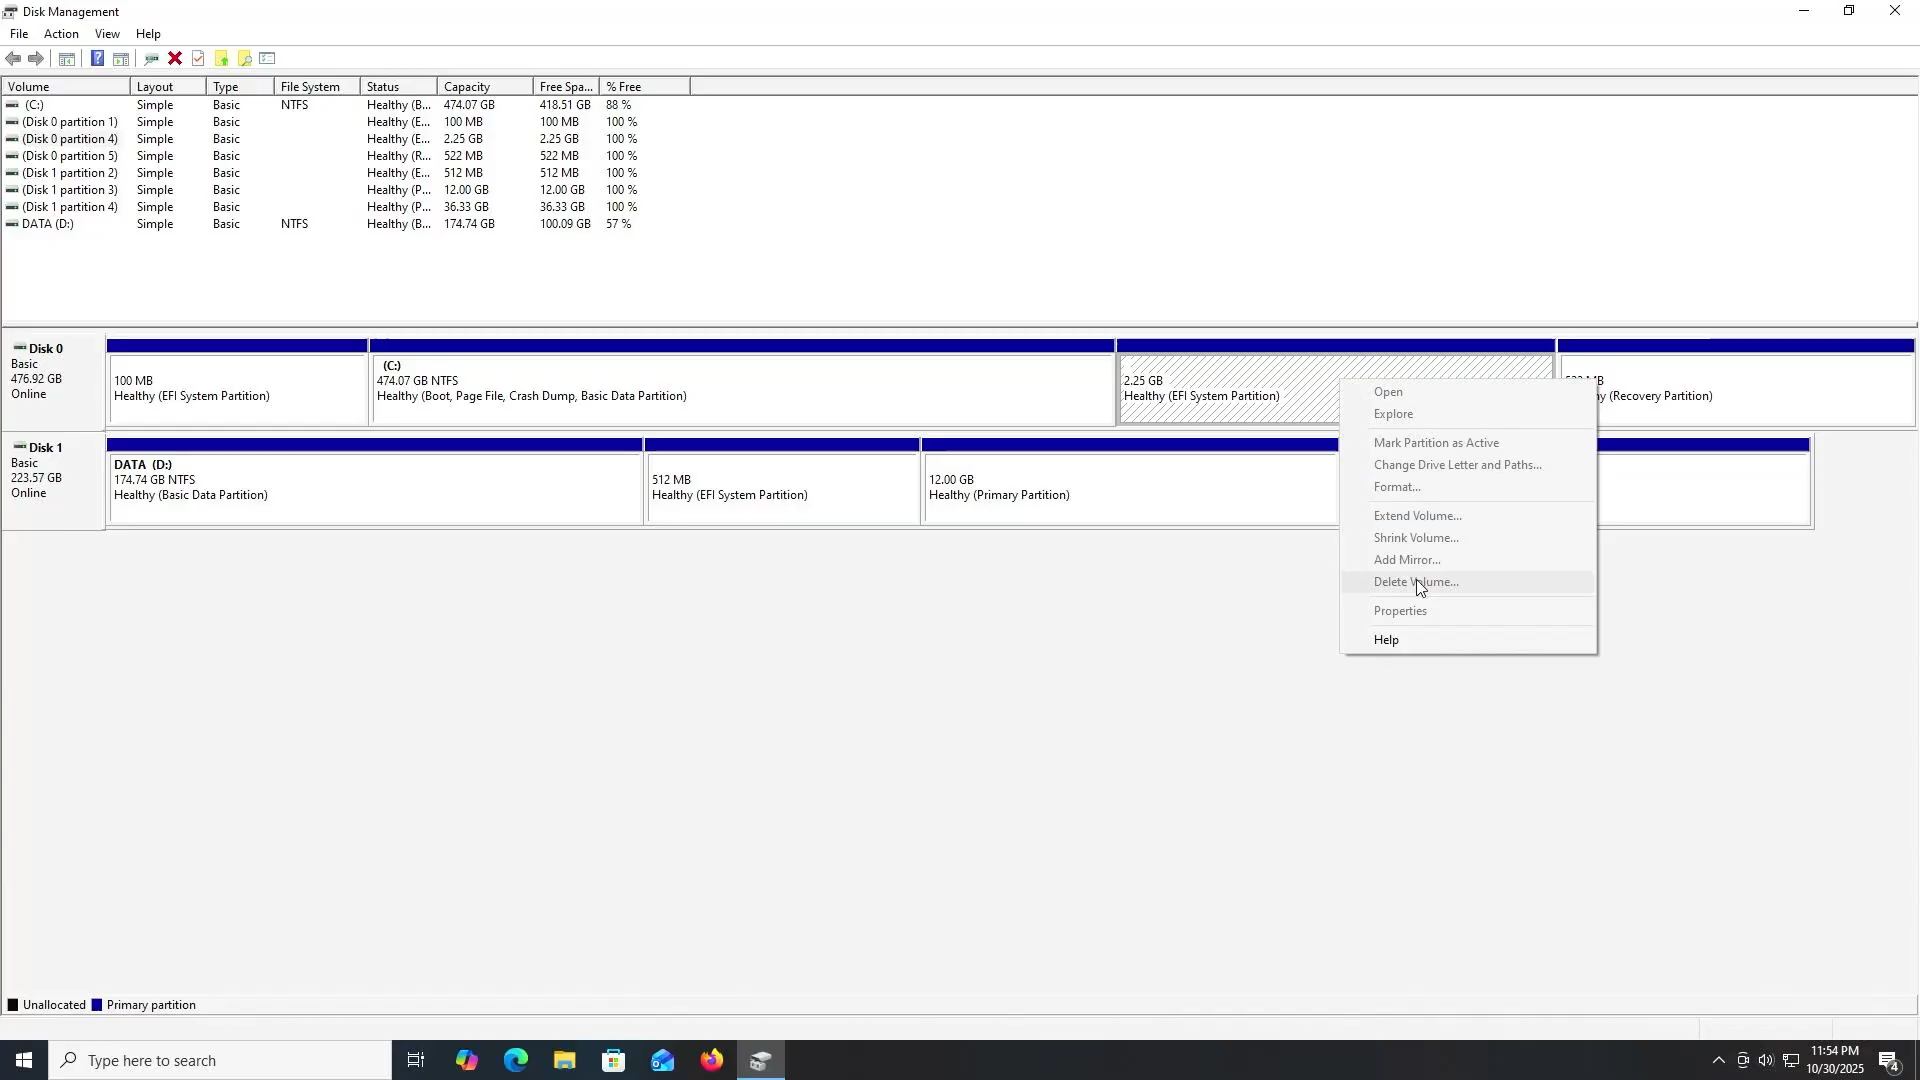 Disk Management
File Action View Help
Volume Layout Type File System Status Capacity Free Spa... % Free
(C:) Simple Basic NTFS Healthy (B... 474.07 GB 418.51 GB 88 %
(Disk 0 partition 1) Simple Basic Healthy (E... 100 MB 100 MB 100 %
(Disk 0 partition 4) Simple Basic Healthy (E... 2.25 GB 2.25 GB 100 %
(Disk 0 partition 5) Simple Basic Healthy (R... 522 MB 522 MB 100 %
(Disk 1 partition 2) Simple Basic Healthy (E... 512 MB 512 MB 100 %
(Disk 1 partition 3) Simple Basic Healthy (P... 12.00 GB 12.00 GB 100 %
(Disk 1 partition 4) Simple Basic Healthy (P... 36.33 GB 36.33 GB 100 %
DATA (D:) Simple Basic NTFS Healthy (B... 174.74 GB 100.09 GB 57 %
Disk 0
Basic
476.92 GB
Online
100 MB
Healthy (EFI System Partition)
(C:)
474.07 GB NTFS
Healthy (Boot, Page File, Crash Dump, Basic Data Partition)
2.25 GB
Healthy (EFI System Partition)
(Recovery Partition)
Disk 1
Basic
223.57 GB
Online
DATA (D:)
174.74 GB NTFS
Healthy (Basic Data Partition)
512 MB
Healthy (EFI System Partition)
12.00 GB
Healthy (Primary Partition)
Open
Explore
Mark Partition as Active
Change Drive Letter and Paths...
Format...
Extend Volume...
Shrink Volume...
Add Mirror...
Delete Volume...
Properties
Help
Unallocated Primary partition
Type here to search
11:54 PM
10/30/2025
4